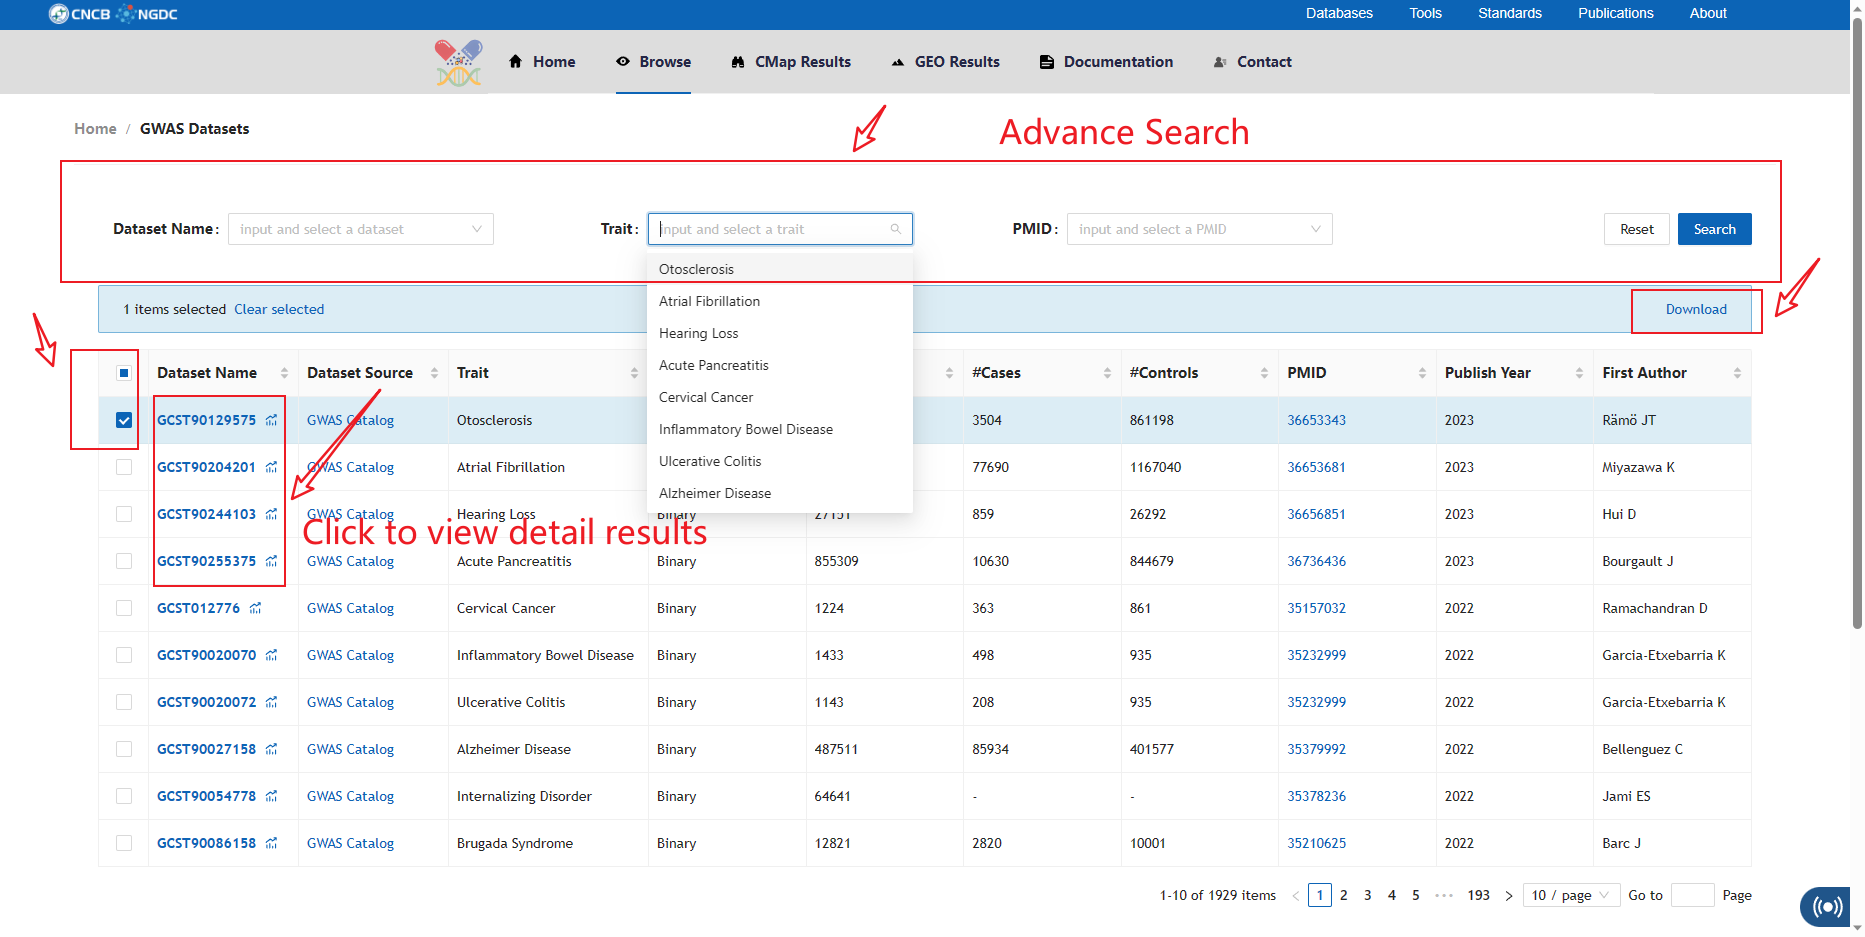 CNCB NGDC Databases Tools Standards Publications About
Home Browse CMap Results GEO Results Documentation Contact
Home / GWAS Datasets
Advance Search
Dataset Name : input and select a dataset Trait : input and select a trait PMID : input and select a PMID Reset Search
Otosclerosis
Atrial Fibrillation
Hearing Loss
Acute Pancreatitis
Cervical Cancer
Inflammatory Bowel Disease
Ulcerative Colitis
Alzheimer Disease
1 items selected Clear selected Download
Dataset Name Dataset Source Trait #Cases #Controls PMID Publish Year First Author
GCST90129575 GWAS Catalog Otosclerosis 3504 861198 36653343 2023 Rämö JT
GCST90204201 GWAS Catalog Atrial Fibrillation 77690 1167040 36653681 2023 Miyazawa K
GCST90244103 GWAS Catalog Hearing Loss Binary 27151 859 26292 36656851 2023 Hui D
Click to view detail results
GCST90255375 GWAS Catalog Acute Pancreatitis Binary 855309 10630 844679 36736436 2023 Bourgault J
GCST012776 GWAS Catalog Cervical Cancer Binary 1224 363 861 35157032 2022 Ramachandran D
GCST90020070 GWAS Catalog Inflammatory Bowel Disease Binary 1433 498 935 35232999 2022 Garcia-Etxebarria K
GCST90020072 GWAS Catalog Ulcerative Colitis Binary 1143 208 935 35232999 2022 Garcia-Etxebarria K
GCST90027158 GWAS Catalog Alzheimer Disease Binary 487511 85934 401577 35379992 2022 Bellenguez C
GCST90054778 GWAS Catalog Internalizing Disorder Binary 64641 - - 35378236 2022 Jami ES
GCST90086158 GWAS Catalog Brugada Syndrome Binary 12821 2820 10001 35210625 2022 Barc J
1-10 of 1929 items < 1 2 3 4 5 ••• 193 > 10 / page Go to Page